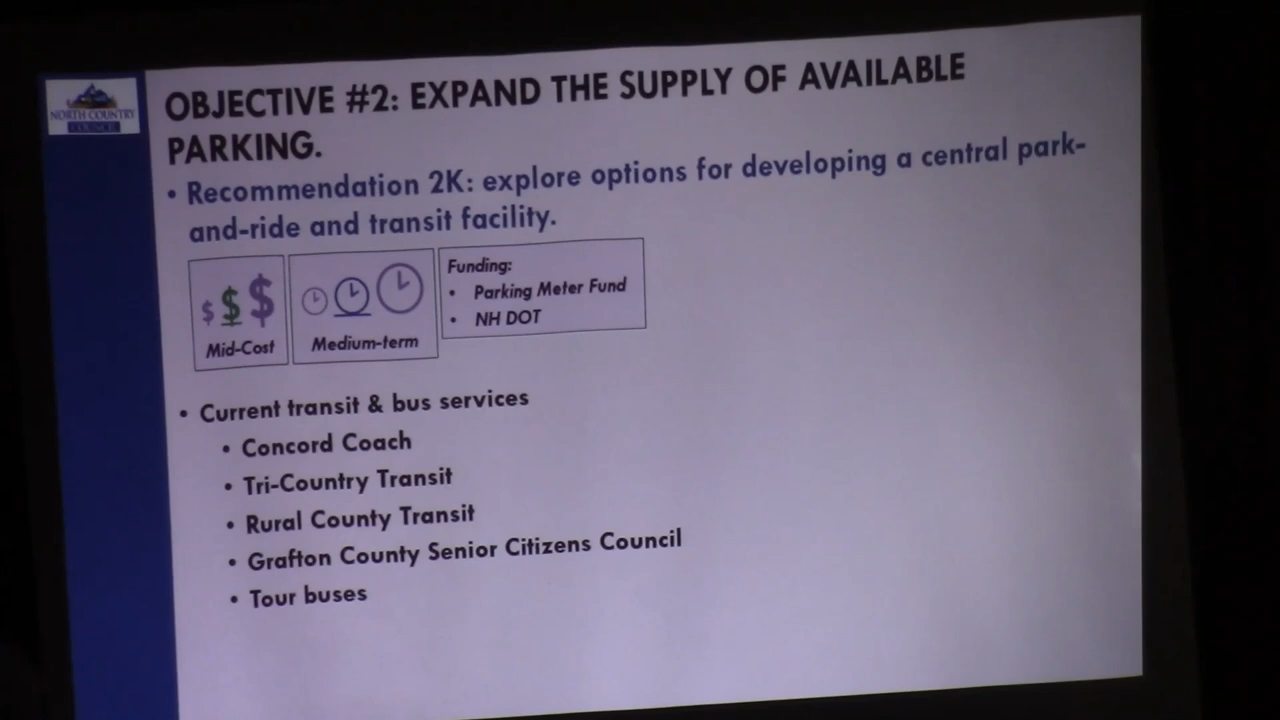 NORTH COUNTRY
COUNCIL
OBJECTIVE #2: EXPAND THE SUPPLY OF AVAILABLE
PARKING.
• Recommendation 2K: explore options for developing a central park-
and-ride and transit facility.
$ $ $
Mid-Cost
Medium-term
Funding:
• Parking Meter Fund
• NH DOT
• Current transit & bus services
• Concord Coach
• Tri-County Transit
• Rural County Transit
• Grafton County Senior Citizens Council
• Tour buses